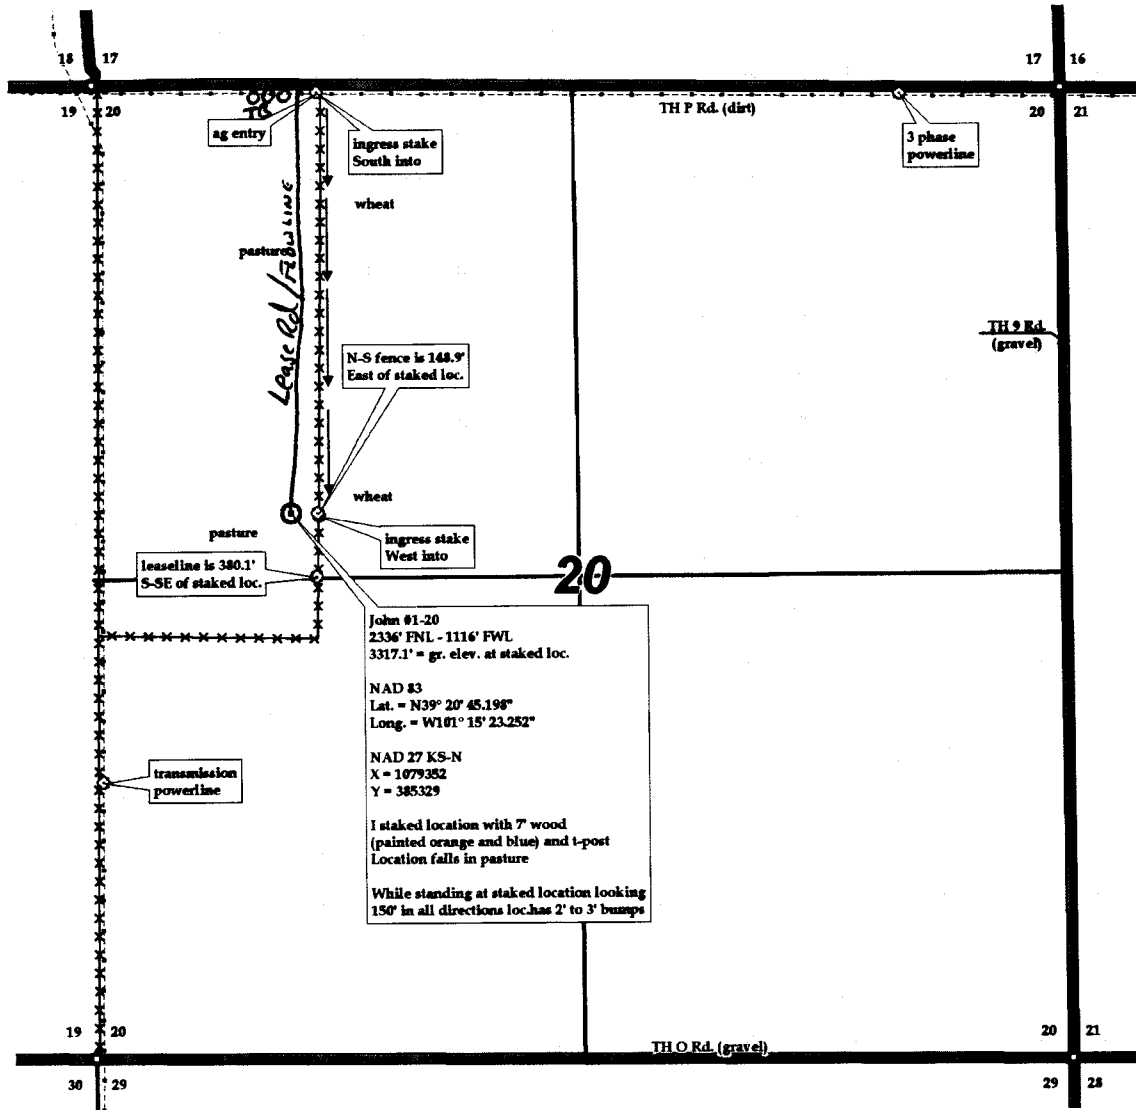 18 17
17 16
19 20
TB
TH P Rd. (dirt)
20 21
ag entry
ingress stake
South into
3 phase
powerline
wheat
pasture
Lease Rd / Flowline
TH 9 Rd.
(gravel)
N-S fence is 148.9'
East of staked loc.
wheat
pasture
ingress stake
West into
leaseline is 380.1'
S-SE of staked loc.
20
John #1-20
2336' FNL - 1116' FWL
3317.1' = gr. elev. at staked loc.
NAD 83
Lat. = N39° 20' 45.198"
Long. = W101° 15' 23.252"
NAD 27 KS-N
X = 1079352
Y = 385329
transmission
powerline
I staked location with 7' wood
(painted orange and blue) and t-post
Location falls in pasture
While standing at staked location looking
150' in all directions loc.has 2' to 3' bumps
19 20
20 21
TH O Rd. (gravel)
30 29
29 28